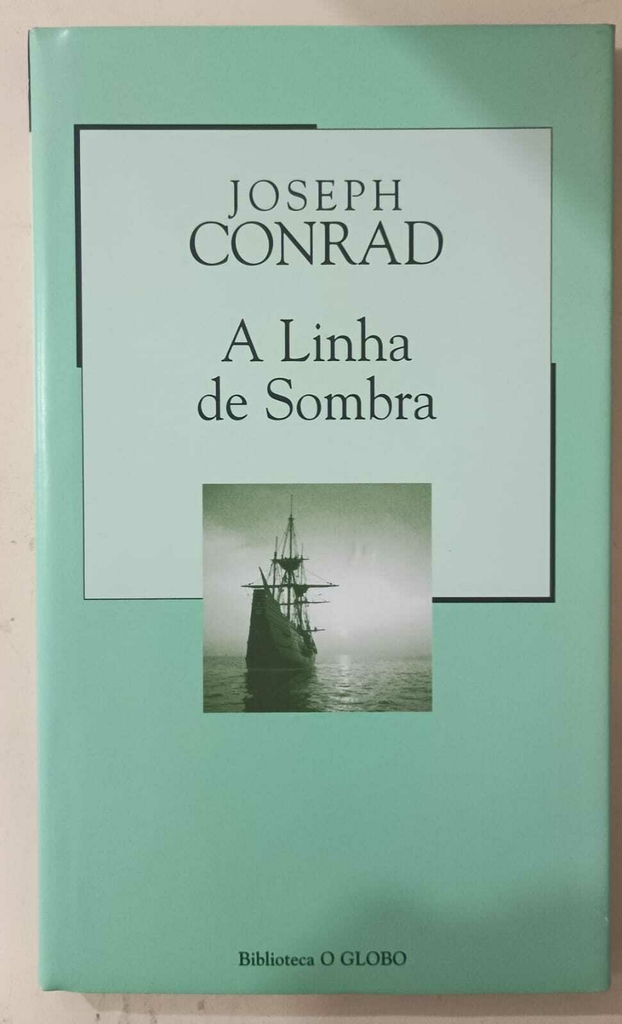 JOSEPH
CONRAD
A Linha
de Sombra
Biblioteca O GLOBO